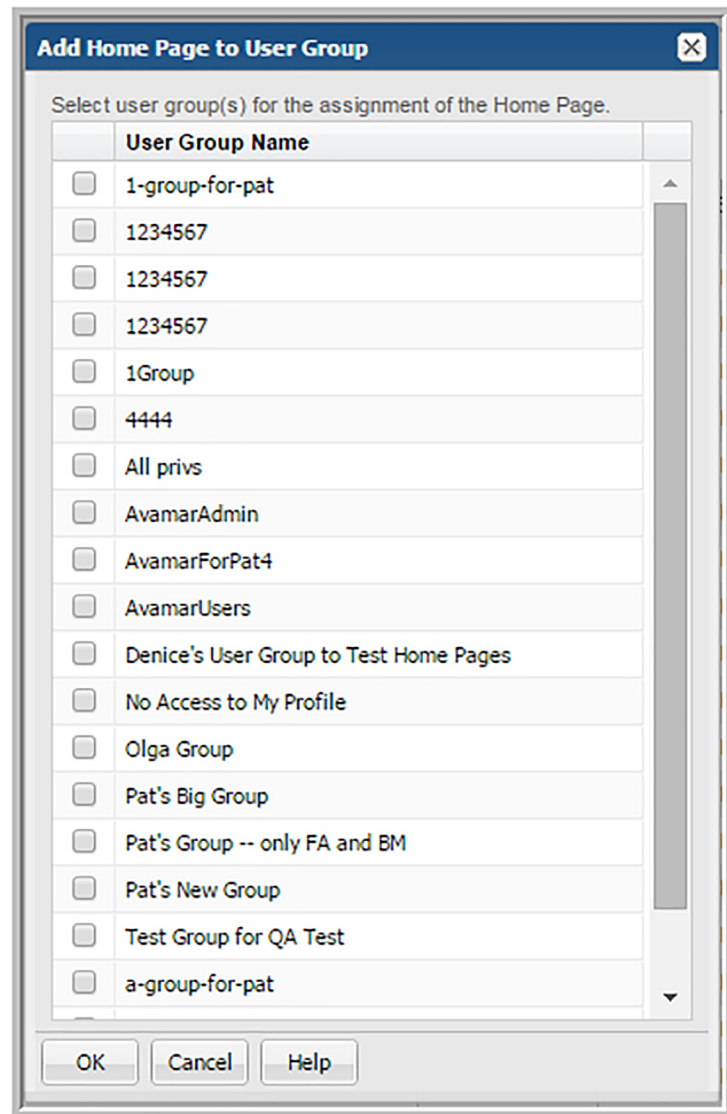 Add Home Page to User Group
Select user group(s) for the assignment of the Home Page.
User Group Name
1-group-for-pat
1234567
1234567
1234567
1Group
4444
All privs
AvamarAdmin
AvamarForPat4
AvamarUsers
Denice's User Group to Test Home Pages
No Access to My Profile
Olga Group
Pat's Big Group
Pat's Group -- only FA and BM
Pat's New Group
Test Group for QA Test
a-group-for-pat
OK Cancel Help